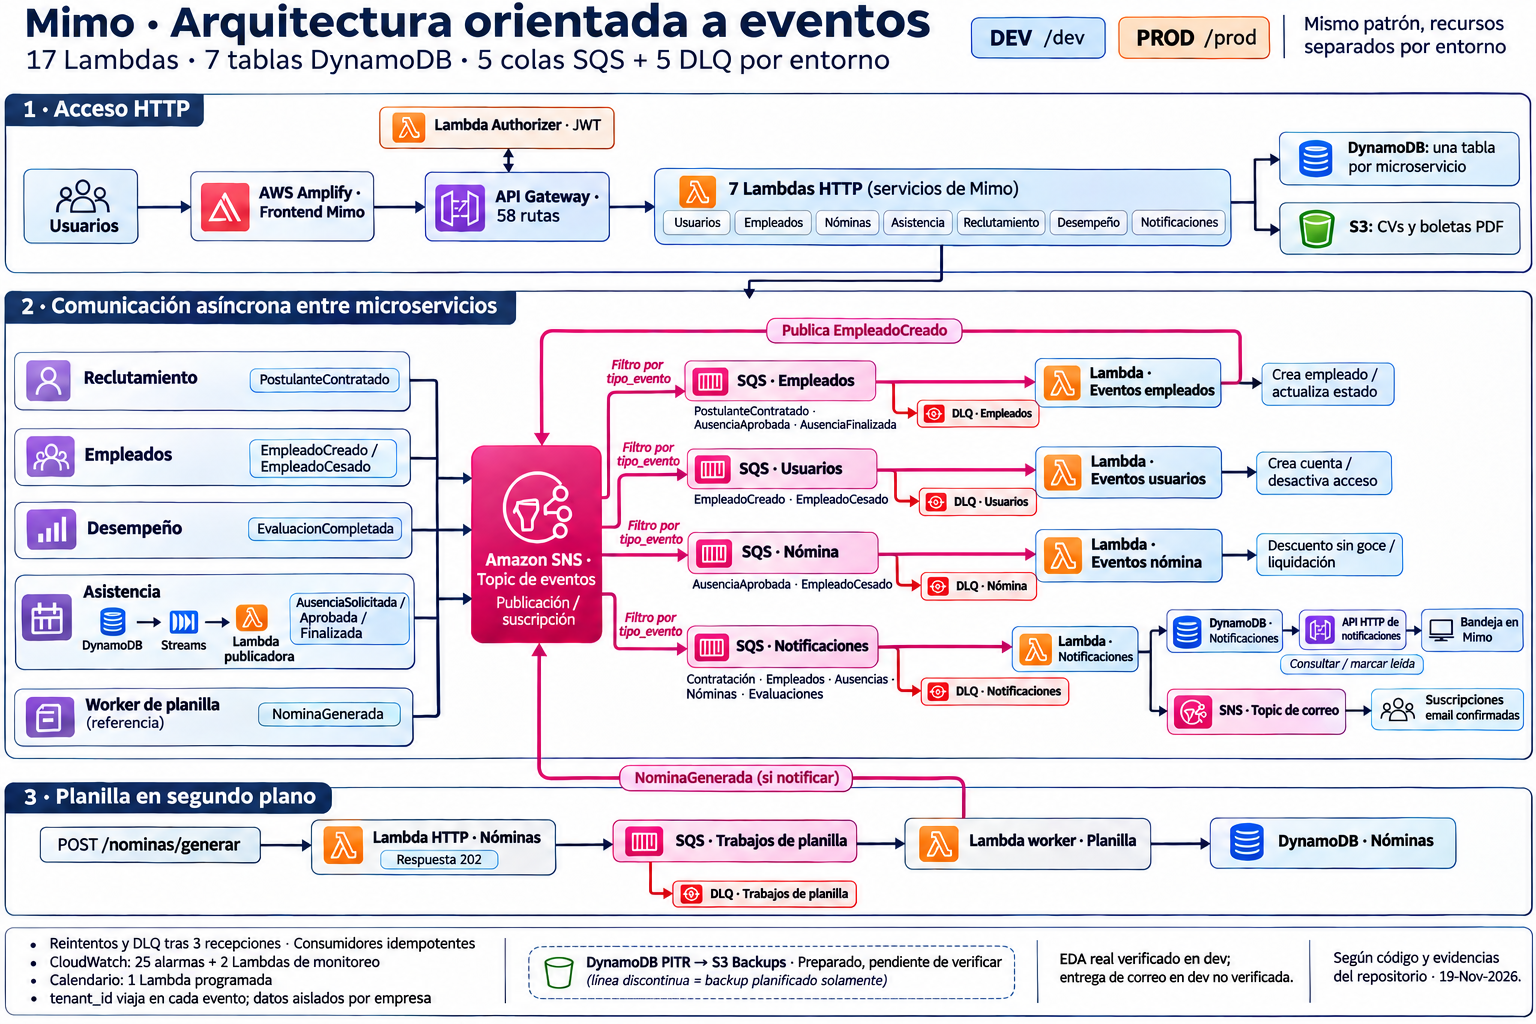 Mimo · Arquitectura orientada a eventos
17 Lambdas · 7 tablas DynamoDB · 5 colas SQS + 5 DLQ por entorno
DEV /dev
PROD /prod
Mismo patrón, recursos
separados por entorno
1 · Acceso HTTP
Lambda Authorizer · JWT
Usuarios
AWS Amplify ·
Frontend Mimo
API Gateway ·
58 rutas
7 Lambdas HTTP (servicios de Mimo)
Usuarios
Empleados
Nóminas
Asistencia
Reclutamiento
Desempeño
Notificaciones
DynamoDB: una tabla
por microservicio
S3: CVs y boletas PDF
2 · Comunicación asíncrona entre microservicios
Publica EmpleadoCreado
Reclutamiento
PostulanteContratado
Empleados
EmpleadoCreado /
EmpleadoCesado
Desempeño
EvaluacionCompletada
Asistencia
DynamoDB
Streams
Lambda
publicadora
AusenciaSolicitada /
Aprobada /
Finalizada
Worker de planilla
(referencia)
NominaGenerada
Amazon SNS ·
Topic de eventos
Publicación /
suscripción
Filtro por
tipo_evento
SQS · Empleados
PostulanteContratado ·
AusenciaAprobada · AusenciaFinalizada
DLQ · Empleados
Lambda ·
Eventos empleados
Crea empleado /
actualiza estado
Filtro por
tipo_evento
SQS · Usuarios
EmpleadoCreado · EmpleadoCesado
DLQ · Usuarios
Lambda ·
Eventos usuarios
Crea cuenta /
desactiva acceso
Filtro por
tipo_evento
SQS · Nómina
AusenciaAprobada · EmpleadoCesado
DLQ · Nómina
Lambda ·
Eventos nómina
Descuento sin goce /
liquidación
Filtro por
tipo_evento
SQS · Notificaciones
Contratación · Empleados · Ausencias ·
Nóminas · Evaluaciones
DLQ · Notificaciones
Lambda ·
Notificaciones
DynamoDB ·
Notificaciones
API HTTP de
notificaciones
Bandeja en
Mimo
Consultar / marcar leída
SNS · Topic de correo
Suscripciones
email confirmadas
NominaGenerada (si notificar)
3 · Planilla en segundo plano
POST /nominas/generar
Lambda HTTP · Nóminas
Respuesta 202
SQS · Trabajos de planilla
DLQ · Trabajos de planilla
Lambda worker · Planilla
DynamoDB · Nóminas
• Reintentos y DLQ tras 3 recepciones · Consumidores idempotentes
• CloudWatch: 25 alarmas + 2 Lambdas de monitoreo
• Calendario: 1 Lambda programada
• tenant_id viaja en cada evento; datos aislados por empresa
DynamoDB PITR → S3 Backups · Preparado, pendiente de verificar
(línea discontinua = backup planificado solamente)
EDA real verificado en dev;
entrega de correo en dev no verificada.
Según código y evidencias
del repositorio · 19-Nov-2026.